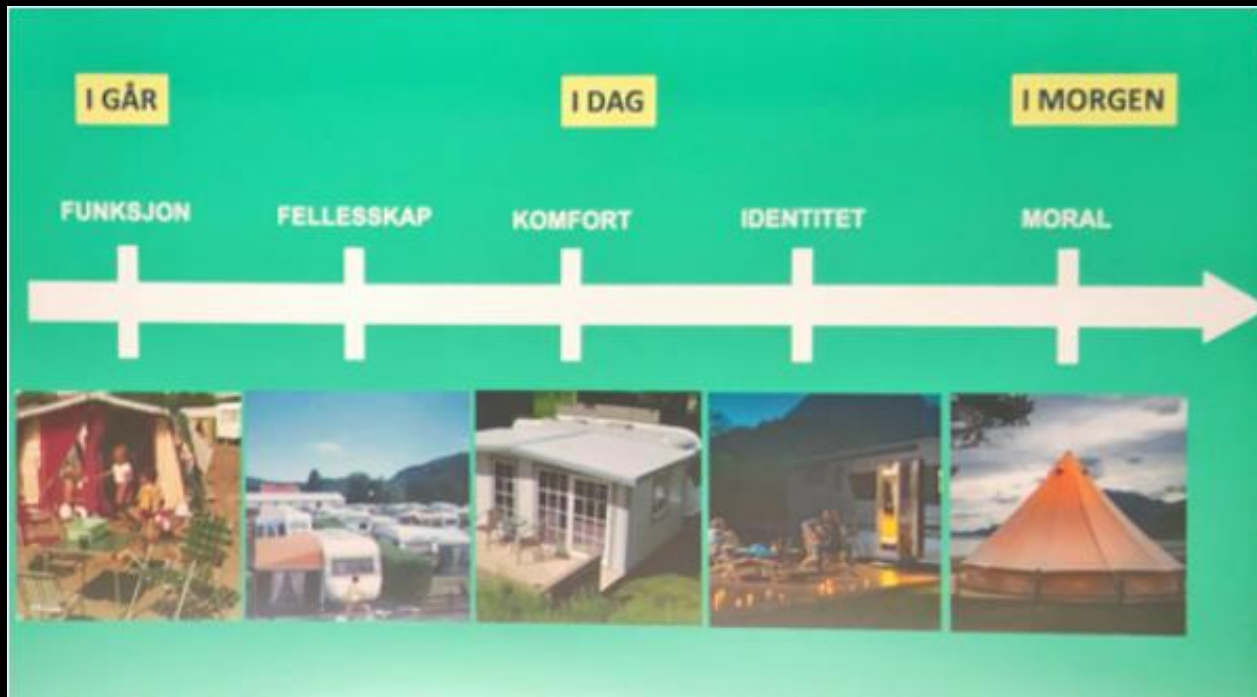 I GÅR
I DAG
I MORGEN
FUNKSJON
FELLESSKAP
KOMFORT
IDENTITET
MORAL